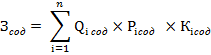 З_сод = ∑_{i=1}^{n} Q_{i сод} × P_{i сод} × К_{i сод}